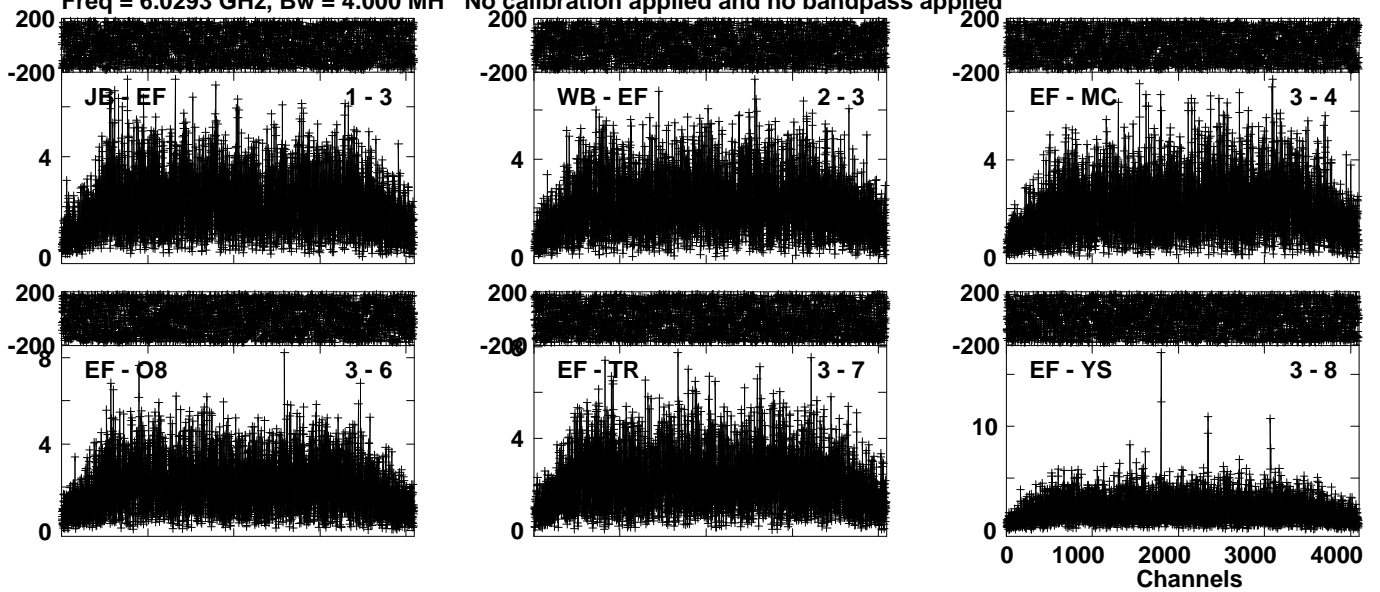 Freq = 6.0293 GHz, Bw = 4.000 MH No calibration applied and no bandpass applied
200
-200
JB - EF 1 - 3
4
0
200
-200
WB - EF 2 - 3
4
0
200
-200
EF - MC 3 - 4
4
0
200
-200
8
EF - O8 3 - 6
4
0
200
-200
8
EF - TR 3 - 7
4
0
200
-200
EF - YS 3 - 8
10
0
0 1000 2000 3000 4000
Channels